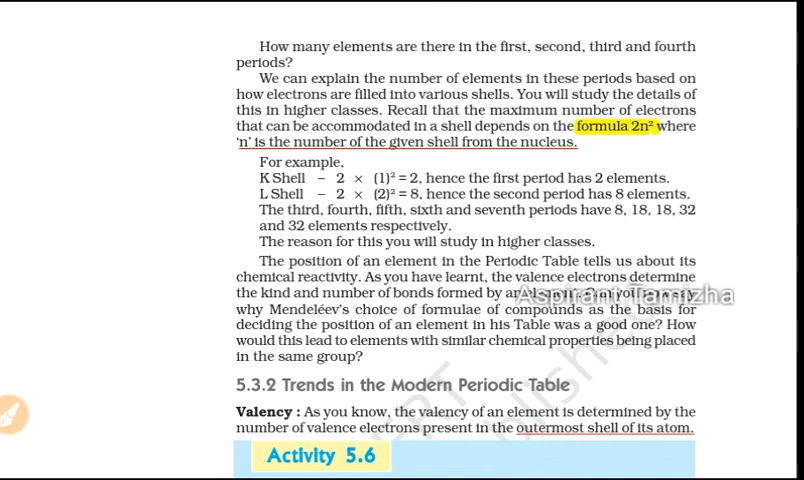 How many elements are there in the first, second, third and fourth
periods?
We can explain the number of elements in these periods based on
how electrons are filled into various shells. You will study the details of
this in higher classes. Recall that the maximum number of electrons
that can be accommodated in a shell depends on the formula 2n² where
'n' is the number of the given shell from the nucleus.
For example,
K Shell – 2 × (1)² = 2, hence the first period has 2 elements.
L Shell – 2 × (2)² = 8, hence the second period has 8 elements.
The third, fourth, fifth, sixth and seventh periods have 8, 18, 18, 32
and 32 elements respectively.
The reason for this you will study in higher classes.
The position of an element in the Periodic Table tells us about its
chemical reactivity. As you have learnt, the valence electrons determine
the kind and number of bonds formed by an
Aspirant Tamizha
why Mendeléev's choice of formulae of compounds as the basis for
deciding the position of an element in his Table was a good one? How
would this lead to elements with similar chemical properties being placed
in the same group?
5.3.2 Trends in the Modern Periodic Table
Valency : As you know, the valency of an element is determined by the
number of valence electrons present in the outermost shell of its atom.
Activity 5.6